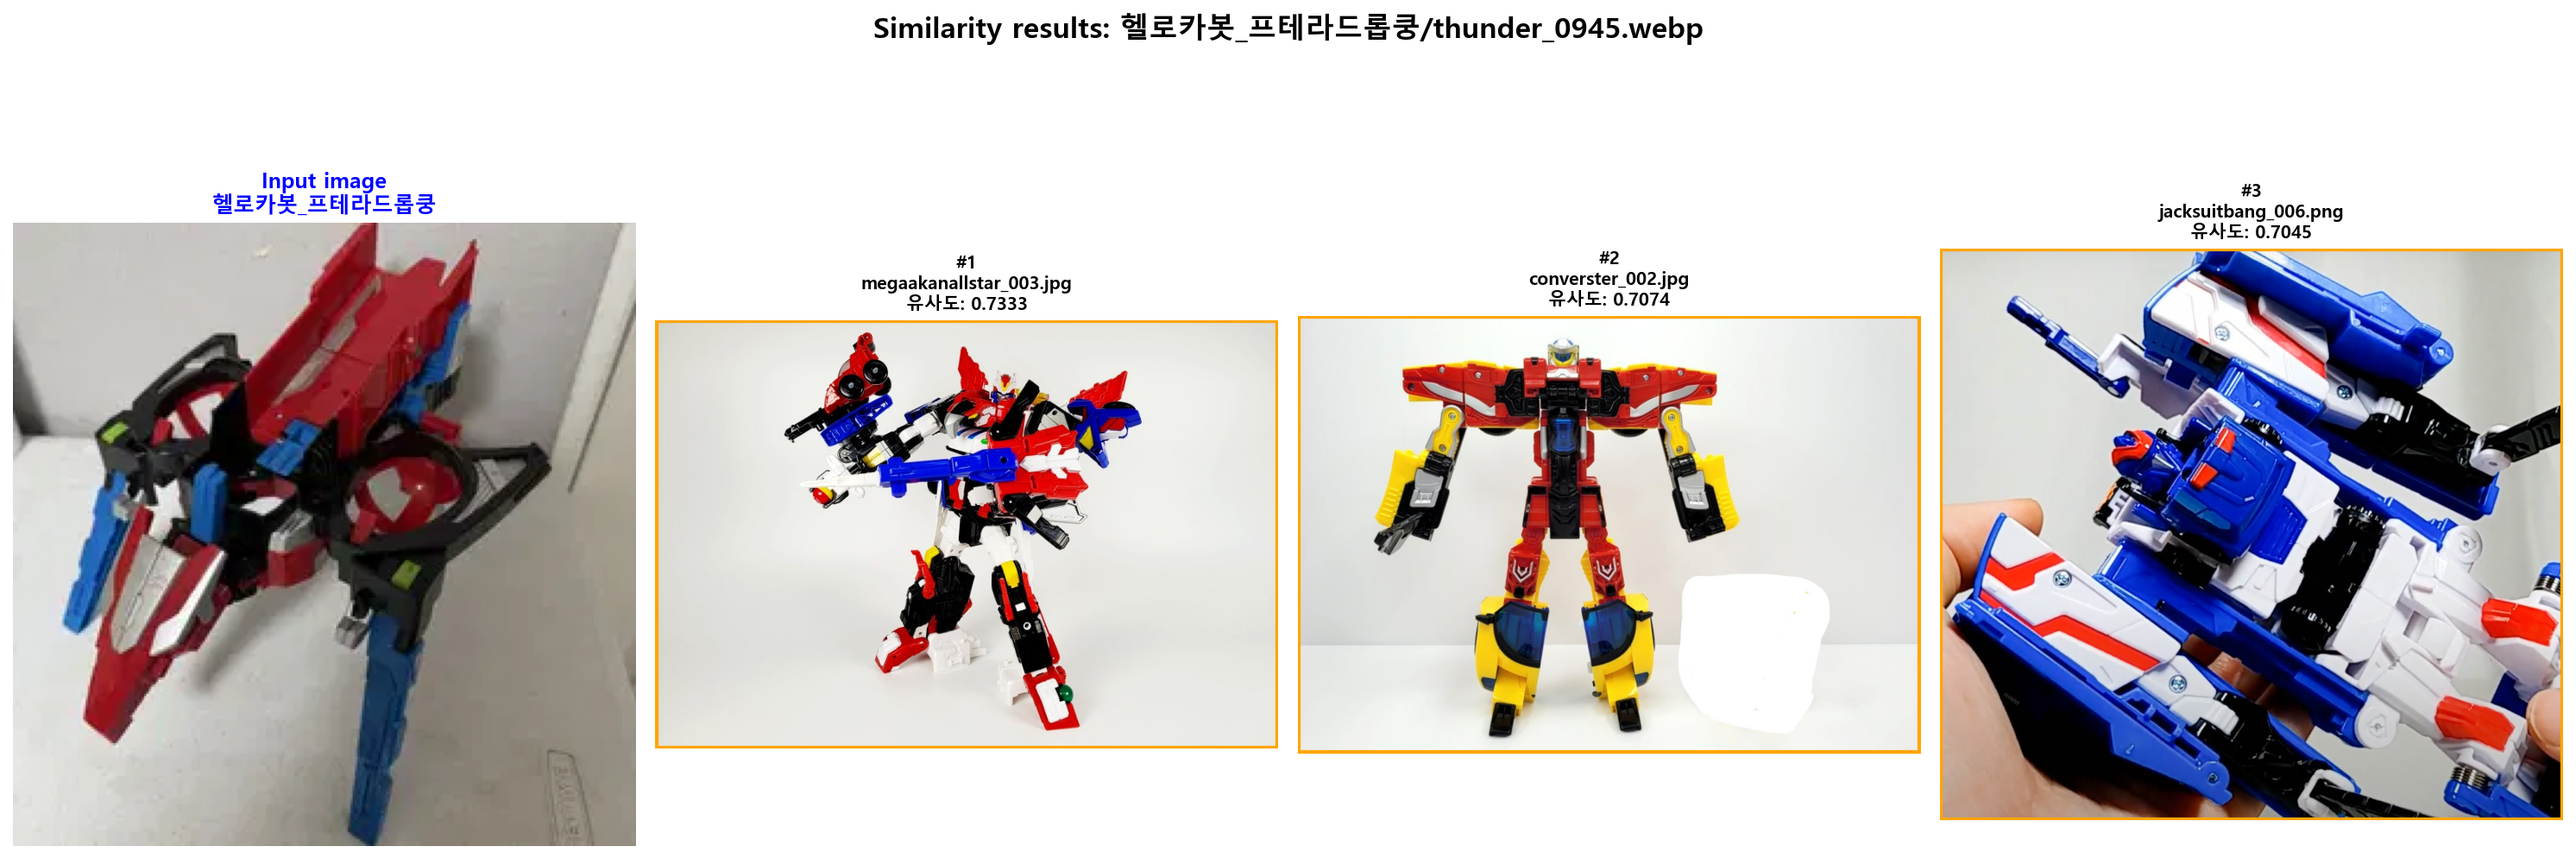 Similarity results: 헬로카봇_프테라드롭쿵/thunder_0945.webp
Input image
헬로카봇_프테라드롭쿵
#1
megaakanallstar_003.jpg
유사도: 0.7333
#2
converster_002.jpg
유사도: 0.7074
#3
jacksuitbang_006.png
유사도: 0.7045